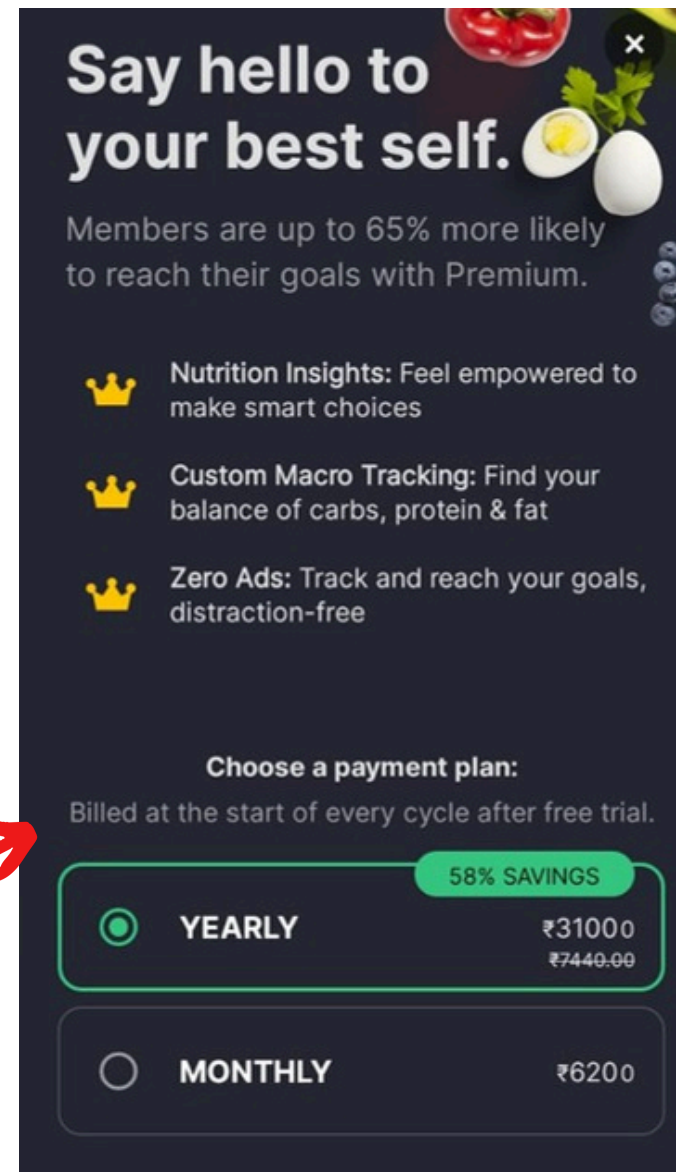 Say hello to
your best self.
Members are up to 65% more likely
to reach their goals with Premium.
Nutrition Insights: Feel empowered to
make smart choices
Custom Macro Tracking: Find your
balance of carbs, protein & fat
Zero Ads: Track and reach your goals,
distraction-free
Choose a payment plan:
Billed at the start of every cycle after free trial.
58% SAVINGS
YEARLY
₹31000
₹7440.00
MONTHLY
₹6200